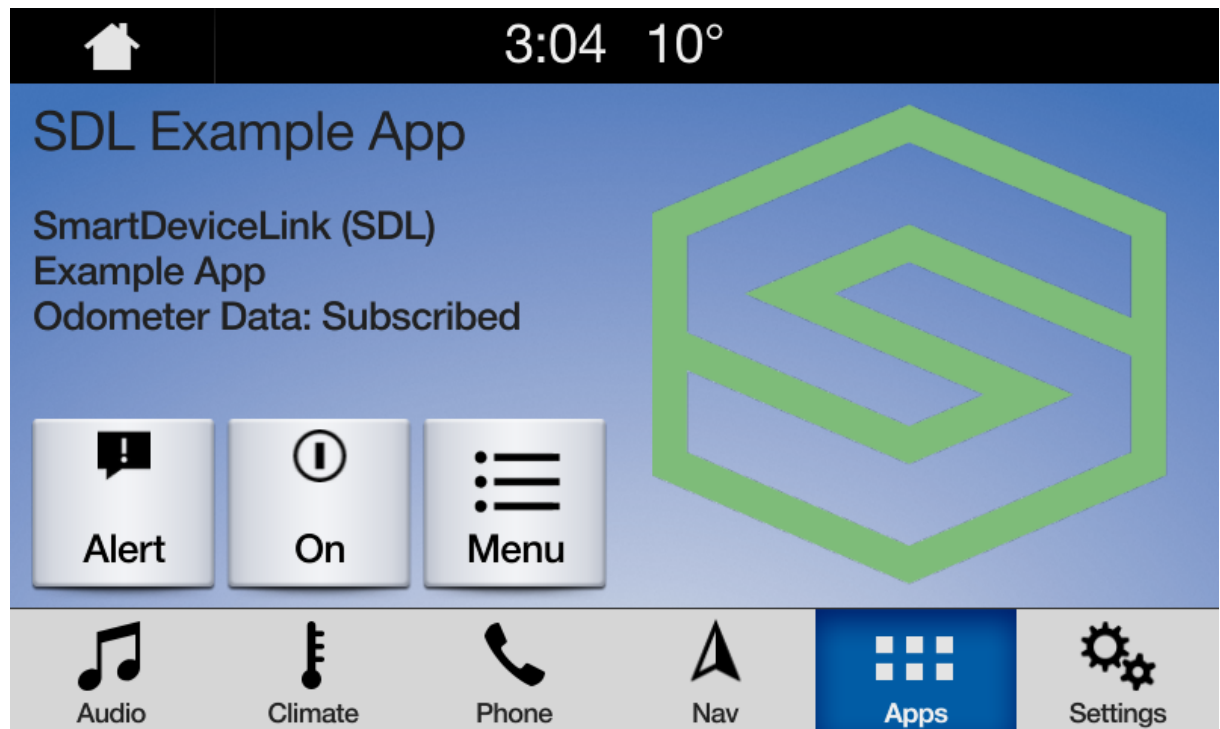 3:04 10°
SDL Example App
SmartDeviceLink (SDL)
Example App
Odometer Data: Subscribed
Alert On Menu
Audio Climate Phone Nav Apps Settings